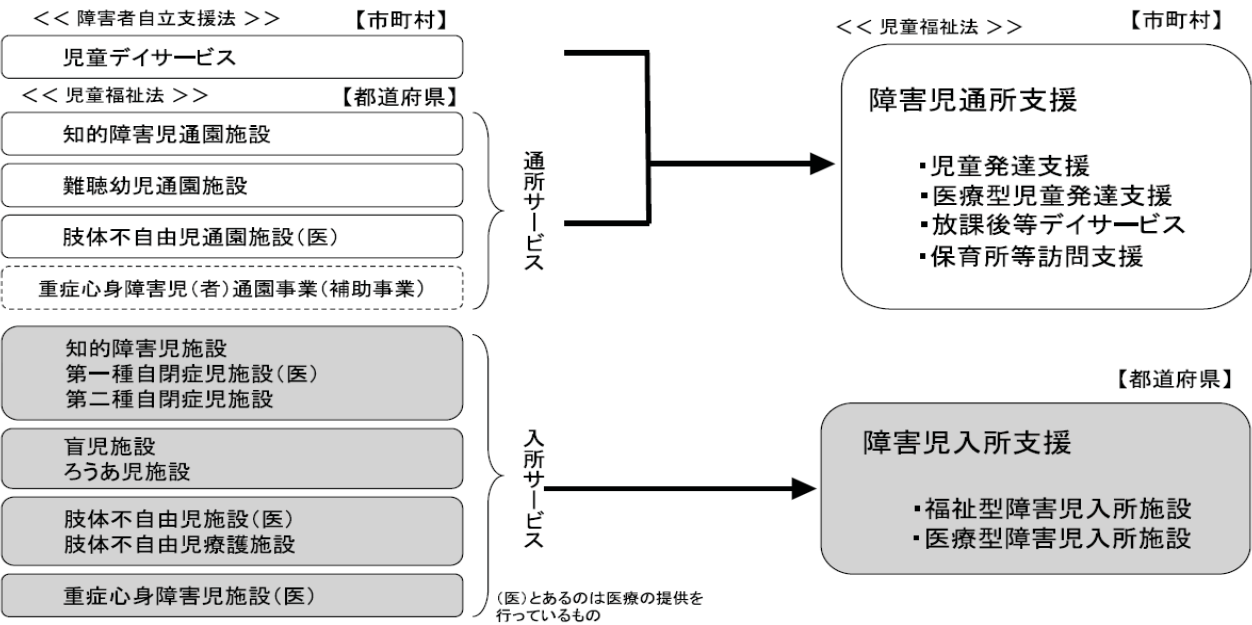 << 障害者自立支援法 >> 【市町村】
児童デイサービス
<< 児童福祉法 >> 【都道府県】
知的障害児通園施設
難聴幼児通園施設
肢体不自由児通園施設(医)
重症心身障害児(者)通園事業(補助事業)
通所サービス
知的障害児施設
第一種自閉症児施設(医)
第二種自閉症児施設
盲児施設
ろうあ児施設
肢体不自由児施設(医)
肢体不自由児療護施設
重症心身障害児施設(医)
入所サービス
(医)とあるのは医療の提供を
行っているもの
<< 児童福祉法 >> 【市町村】
障害児通所支援
・児童発達支援
・医療型児童発達支援
・放課後等デイサービス
・保育所等訪問支援
【都道府県】
障害児入所支援
・福祉型障害児入所施設
・医療型障害児入所施設